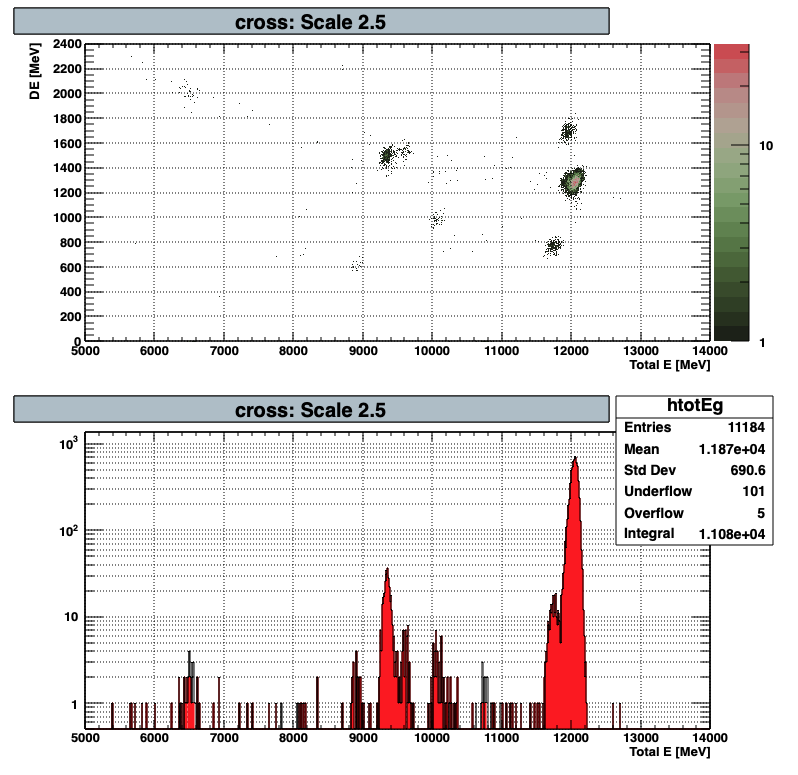 cross: Scale 2.5
DE [MeV]
2400
2200
2000
1800
1600
1400
1200
1000
800
600
400
200
0
5000 6000 7000 8000 9000 10000 11000 12000 13000 14000
Total E [MeV]
10
1
cross: Scale 2.5
htotEg
Entries 11184
Mean 1.187e+04
Std Dev 690.6
Underflow 101
Overflow 5
Integral 1.108e+04
10³
10²
10
1
5000 6000 7000 8000 9000 10000 11000 12000 13000 14000
Total E [MeV]